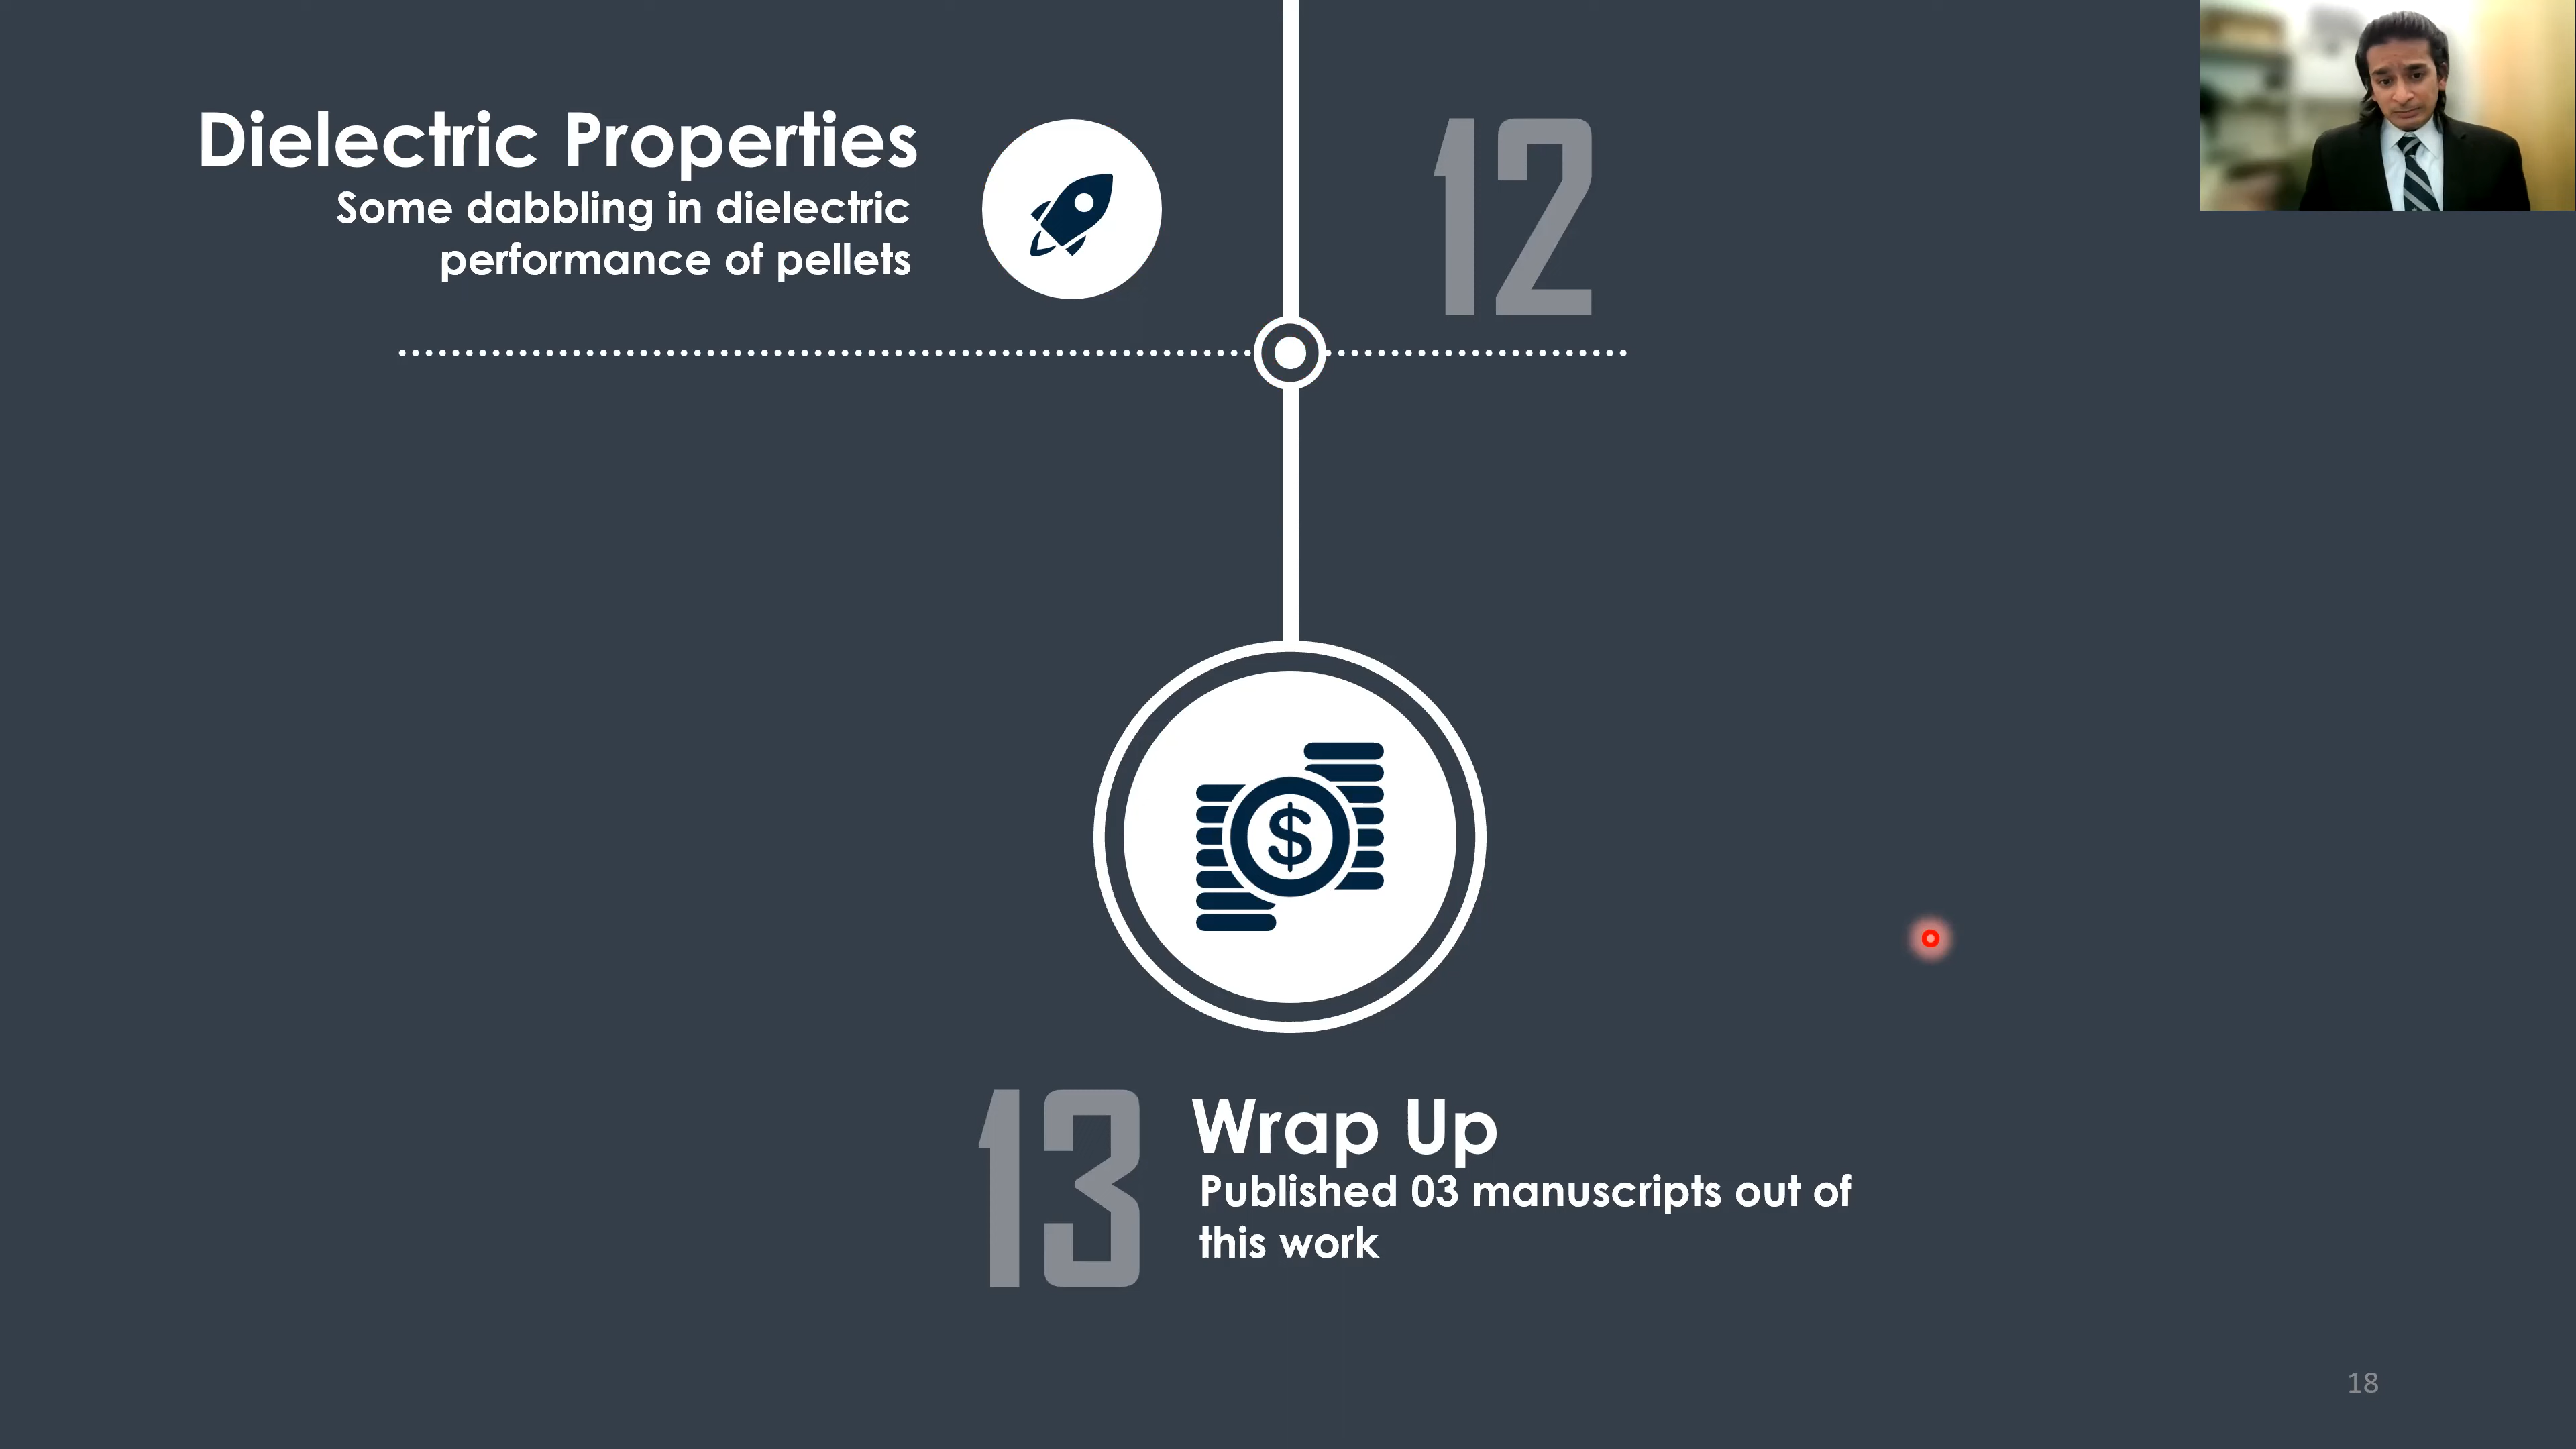 Dielectric Properties
Some dabbling in dielectric
performance of pellets
12
$
13
Wrap Up
Published 03 manuscripts out of
this work
18